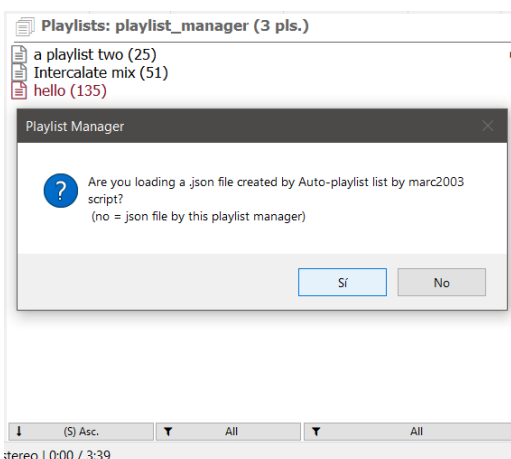 Playlists: playlist_manager (3 pls.)
a playlist two (25)
Intercalate mix (51)
hello (135)
Playlist Manager
Are you loading a .json file created by Auto-playlist list by marc2003
script?
(no = json file by this playlist manager)
Sí
No
(S) Asc.
All
All
stereo | 0:00 / 3:39